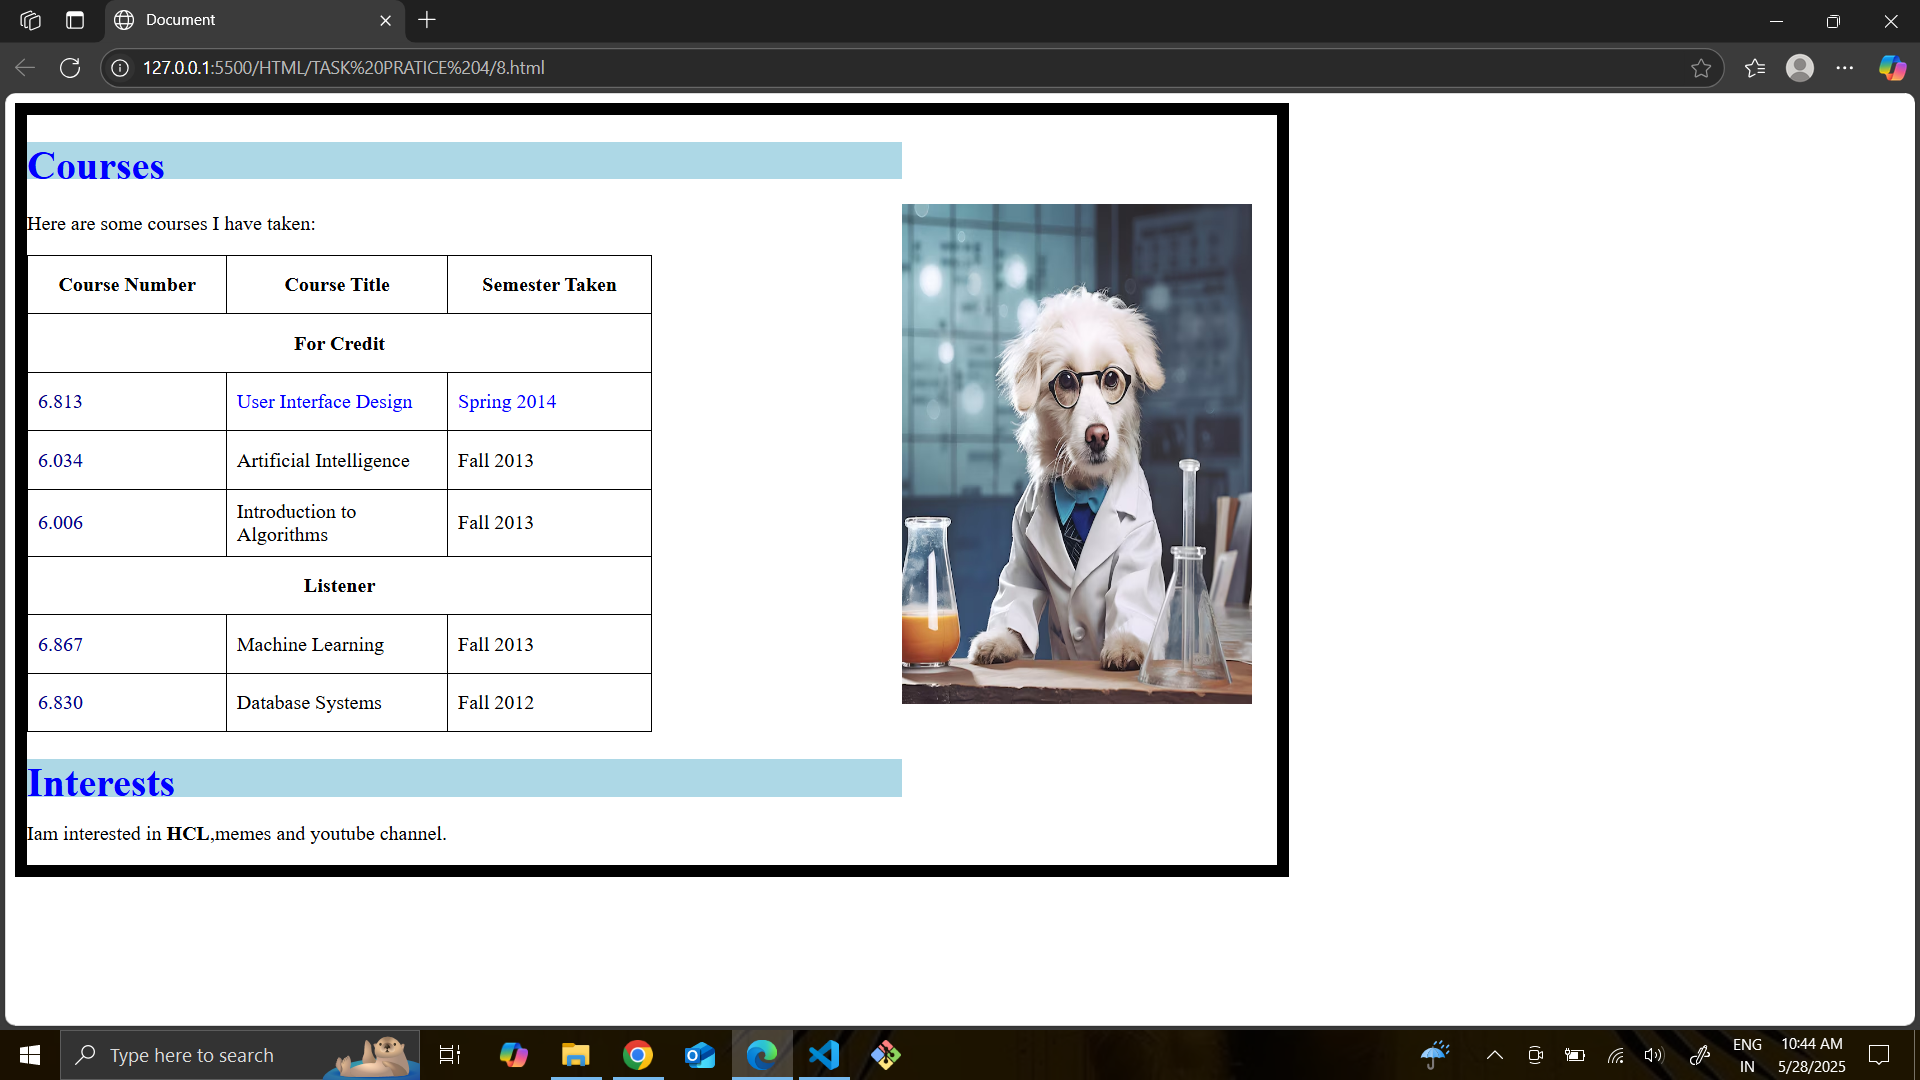 Document
127.0.0.1:5500/HTML/TASK%20PRATICE%204/8.html
Courses
Here are some courses I have taken:
Course Number Course Title Semester Taken
For Credit
6.813 User Interface Design Spring 2014
6.034 Artificial Intelligence Fall 2013
6.006 Introduction to Algorithms Fall 2013
Listener
6.867 Machine Learning Fall 2013
6.830 Database Systems Fall 2012
Interests
Iam interested in HCL,memes and youtube channel.
Type here to search
ENG
IN
10:44 AM
5/28/2025